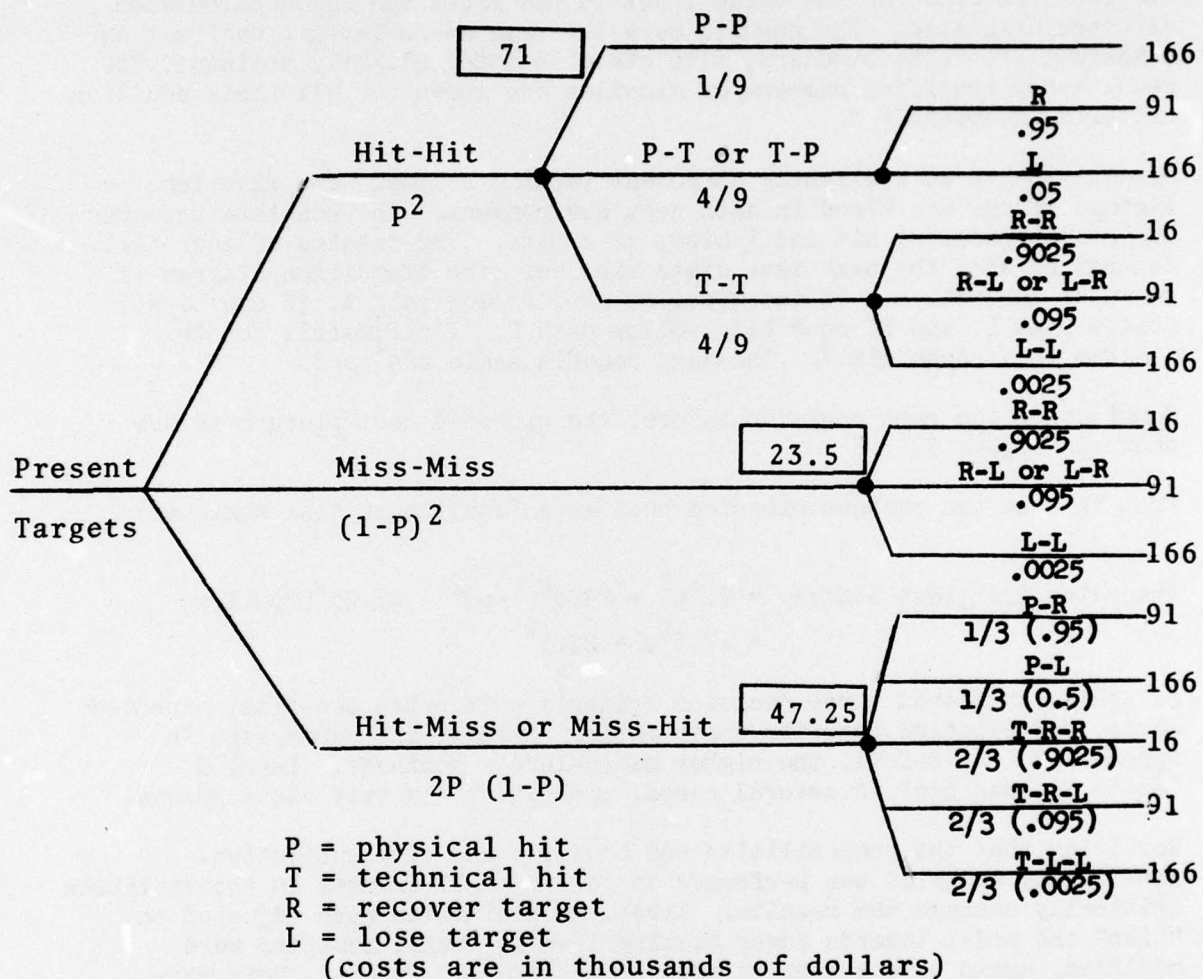 71
P-P
166
1/9
R
91
.95
Hit-Hit
P-T or T-P
L
166
P²
4/9
.05
R-R
16
.9025
T-T
R-L or L-R
91
4/9
.095
L-L
166
.0025
R-R
16
.9025
Present
Miss-Miss
23.5
R-L or L-R
91
Targets
(1-P)²
.095
L-L
166
.0025
P-R
91
1/3 (.95)
P-L
166
1/3 (0.5)
Hit-Miss or Miss-Hit
47.25
T-R-R
16
2/3 (.9025)
2P (1-P)
T-R-L
91
2/3 (.095)
T-L-L
166
2/3 (.0025)
P = physical hit
T = technical hit
R = recover target
L = lose target
(costs are in thousands of dollars)